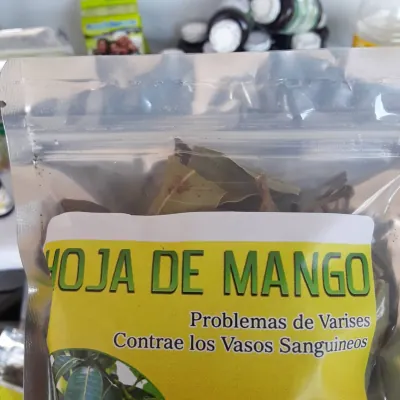 HOJA DE MANGO
Problemas de Varises
Contrae los Vasos Sanguineos